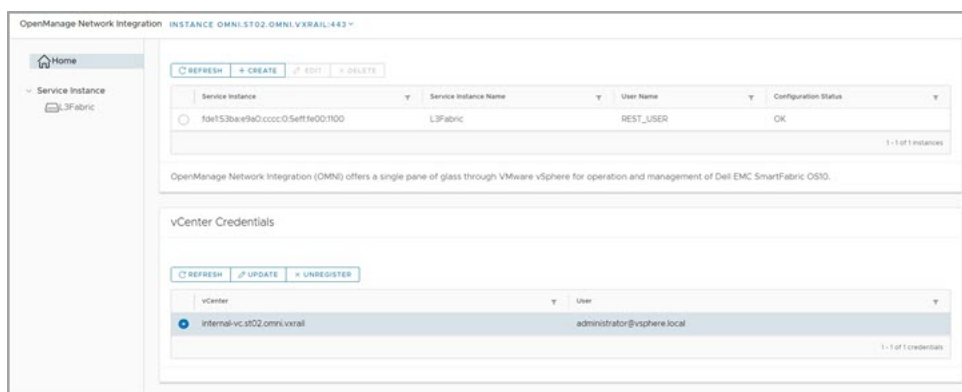 OpenManage Network Integration INSTANCE OMNI.ST02.OMNI.VXRAIL:443
Home
Service Instance
L3Fabric
REFRESH + CREATE EDIT × DELETE
Service Instance Service Instance Name User Name Configuration Status
fde1:53ba:e9a0:cccc:0:5eff:fe00:1100 L3Fabric REST_USER OK
1 - 1 of 1 instances
OpenManage Network Integration (OMNI) offers a single pane of glass through VMware vSphere for operation and management of Dell EMC SmartFabric OS10.
vCenter Credentials
REFRESH UPDATE × UNREGISTER
vCenter User
internal-vc.st02.omni.vxrail administrator@vsphere.local
1 - 1 of 1 credentials